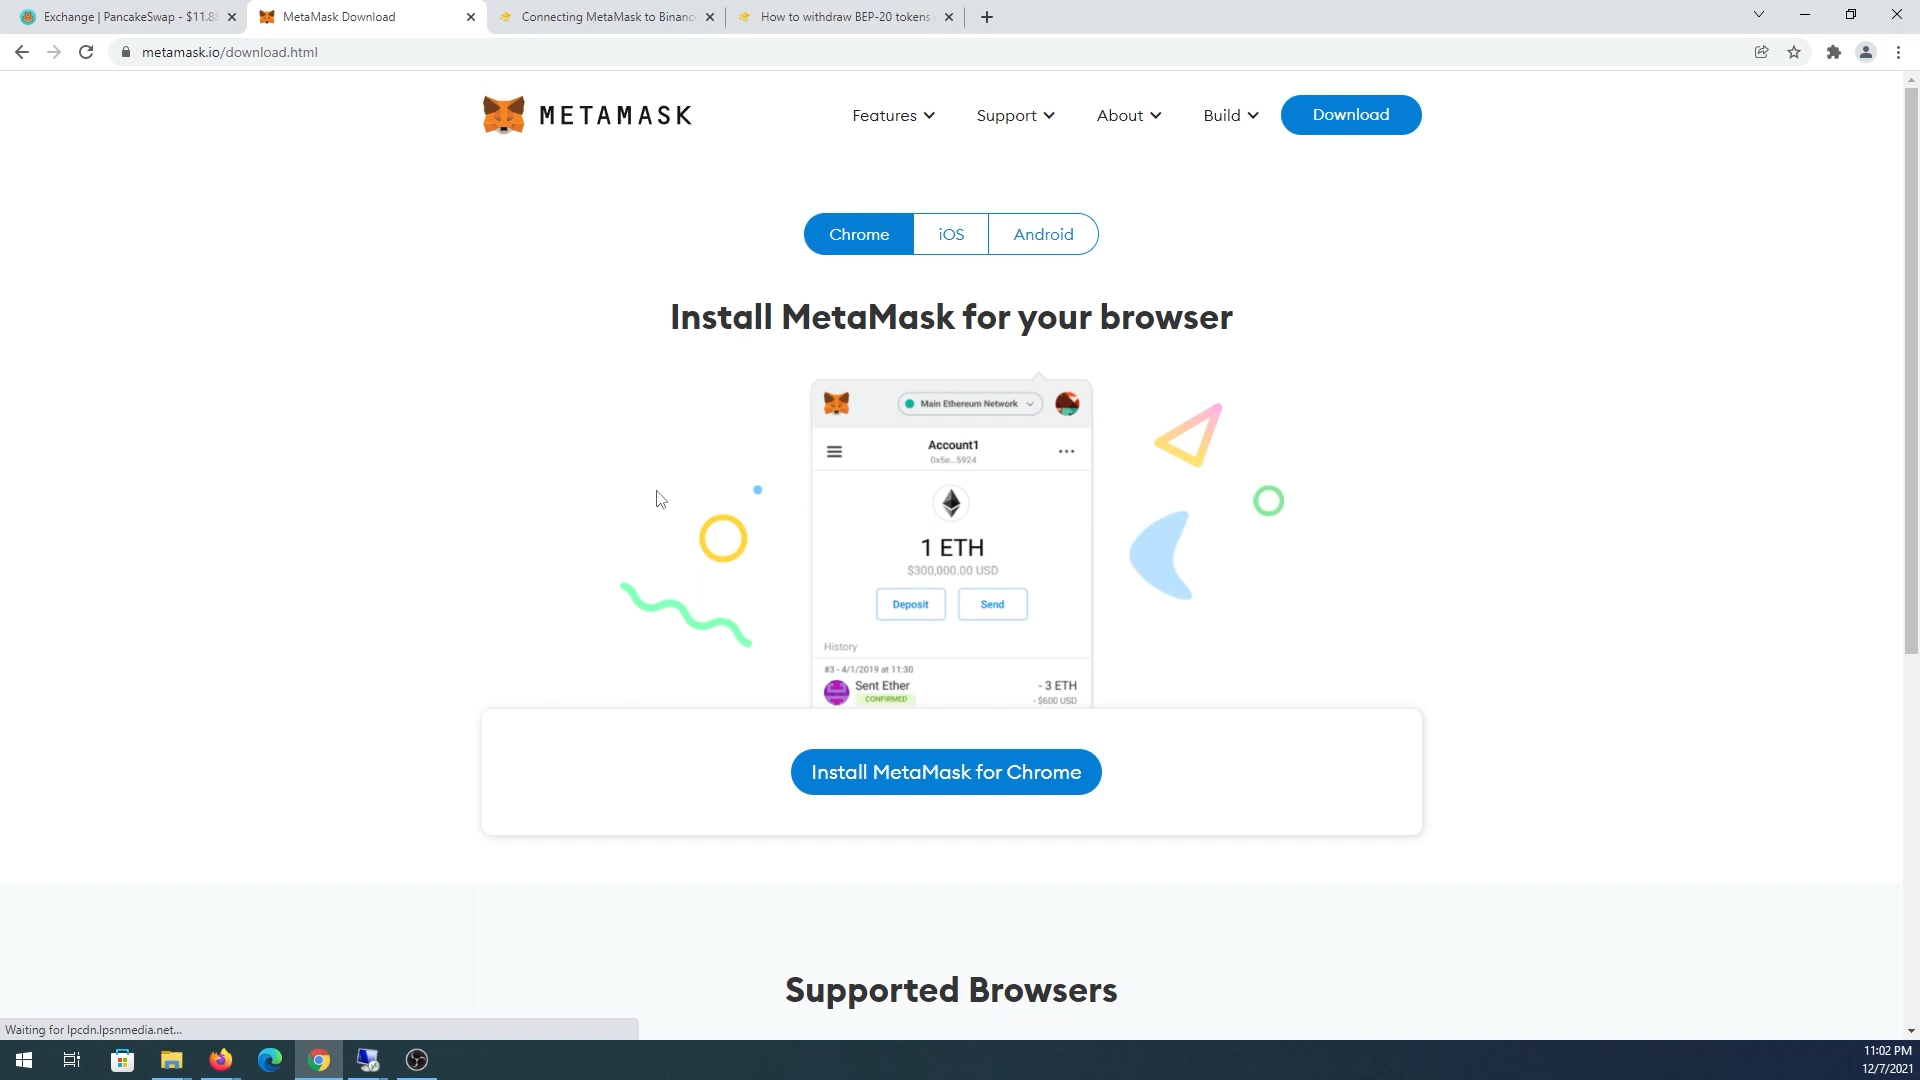 Exchange | PancakeSwap - $11.8
MetaMask Download
Connecting MetaMask to Binanc
How to withdraw BEP-20 tokens
metamask.io/download.html
METAMASK
Features
Support
About
Build
Download
Chrome
iOS
Android
Install MetaMask for your browser
Main Ethereum Network
Account1
0x5e...5924
1 ETH
$300,000.00 USD
Deposit
Send
History
#3 - 4/1/2019 at 11:30
Sent Ether
- 3 ETH
CONFIRMED
- $600 USD
Install MetaMask for Chrome
Supported Browsers
Waiting for lpcdn.lpsnmedia.net...
11:02 PM
12/7/2021